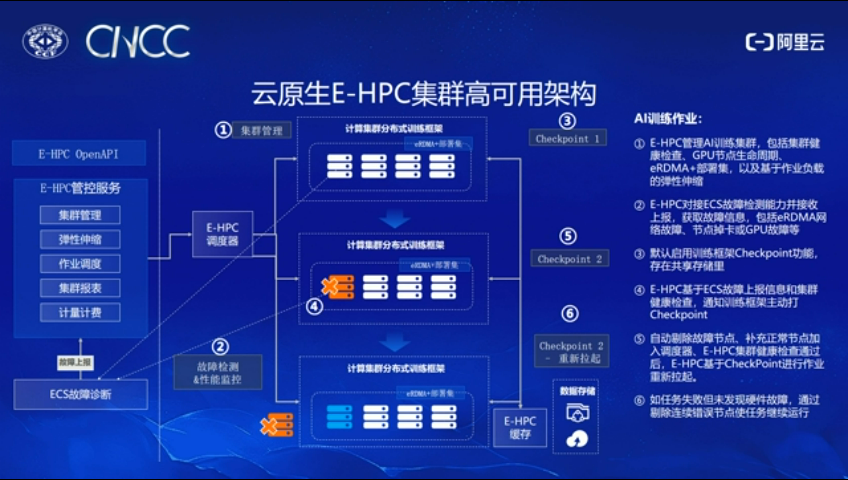 CNCC
阿里云
云原生E-HPC集群高可用架构
E-HPC OpenAPI
E-HPC管控服务
集群管理
弹性伸缩
作业调度
集群报表
计量计费
故障上报
ECS故障诊断
① 集群管理
E-HPC
调度器
② 
故障检测
&性能监控
计算集群分布式训练框架
eRDMA+部署集
计算集群分布式训练框架
eRDMA+部署集
④
计算集群分布式训练框架
eRDMA+部署集
③
Checkpoint 1
⑤
Checkpoint 2
⑥
Checkpoint 2
- 重新拉起
E-HPC
缓存
数据存储
AI训练作业：
① E-HPC管理AI训练集群，包括集群健
康检查、GPU节点生命周期、
eRDMA+部署集，以及基于作业负载
的弹性伸缩
② E-HPC对接ECS故障检测能力并接收
上报，获取故障信息，包括eRDMA网
络故障、节点掉卡或GPU故障等
③ 默认启用训练框架Checkpoint功能，
存在共享存储里
④ E-HPC基于ECS故障上报信息和集群
健康检查，通知训练框架主动打
Checkpoint
⑤ 自动剔除故障节点、补充正常节点加
入调度器、E-HPC集群健康检查通过
后，E-HPC基于CheckPoint进行作业
重新拉起。
⑥ 如任务失败但未发现硬件故障，通过
剔除连续错误节点使任务继续运行